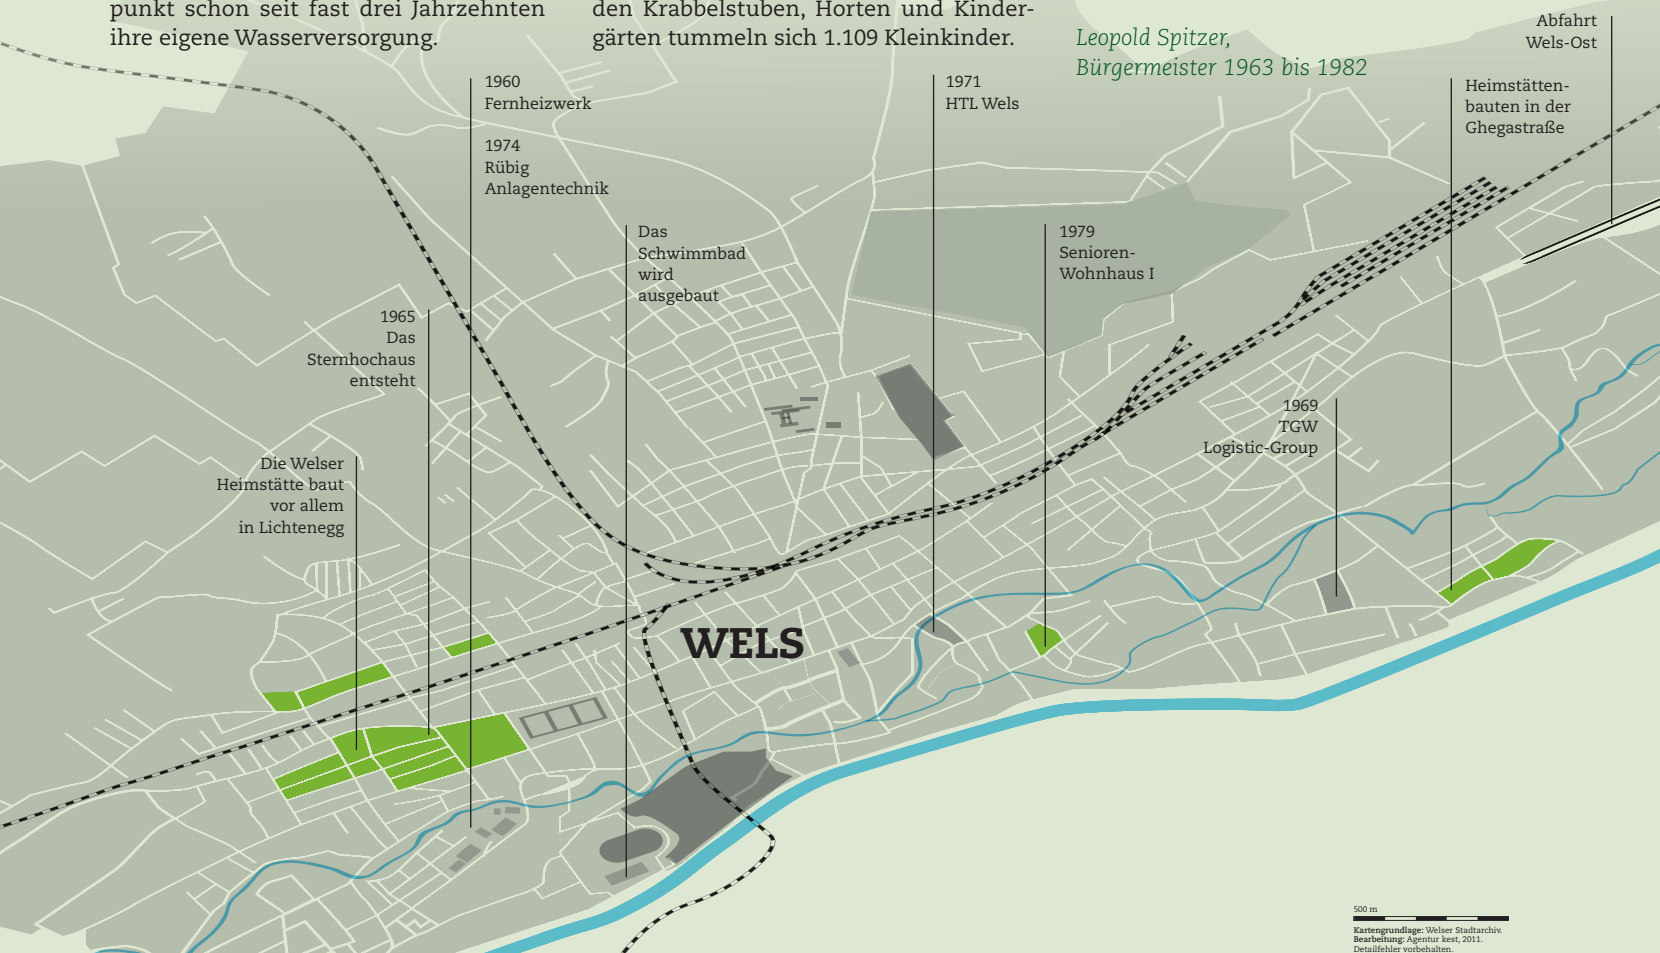 punkt schon seit fast drei Jahrzehnten
ihre eigene Wasserversorgung.
den Krabbelstuben, Horten und Kinder-
gärten tummeln sich 1.109 Kleinkinder.
Leopold Spitzer,
Bürgermeister 1963 bis 1982
Abfahrt
Wels-Ost
1960
Fernheizwerk
1974
Rübig
Anlagentechnik
1971
HTL Wels
Heimstätten-
bauten in der
Ghegastraße
Das
Schwimmbad
wird
ausgebaut
1979
Senioren-
Wohnhaus I
1965
Das
Sternhochaus
entsteht
1969
TGW
Logistic-Group
Die Welser
Heimstätte baut
vor allem
in Lichtenegg
WELS
500 m
Kartengrundlage: Welser Stadtarchiv.
Bearbeitung: Agentur kest, 2011.
Detailfehler vorbehalten.